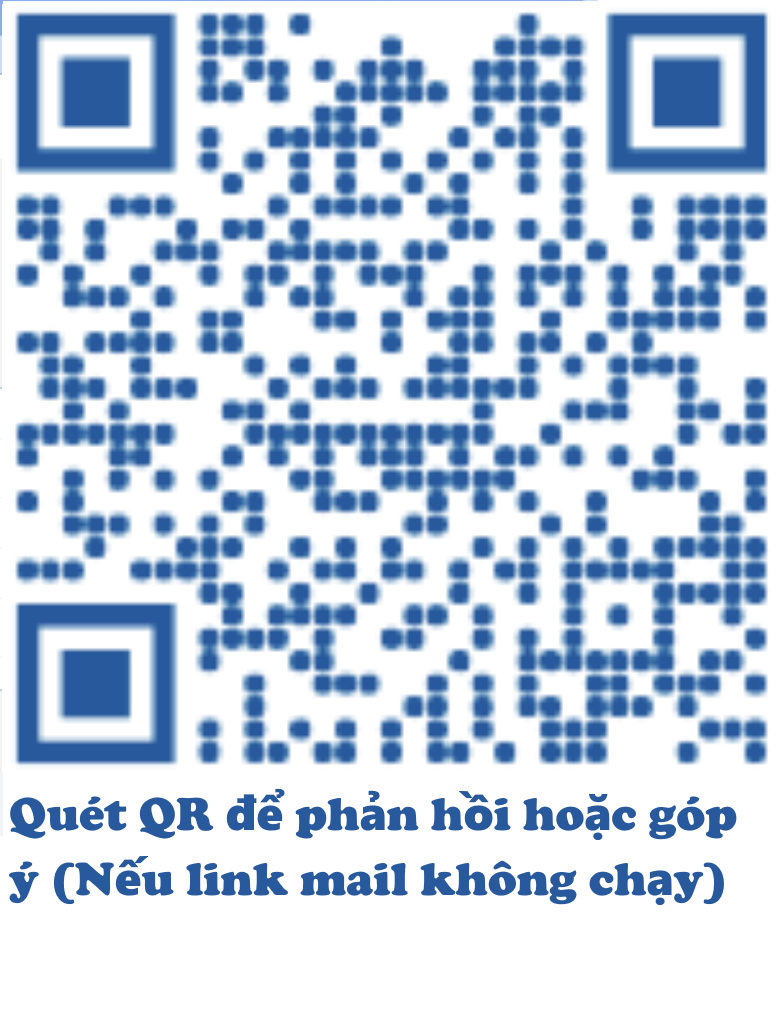 Quét QR để phản hồi hoặc góp
ý (Nếu link mail không chạy)